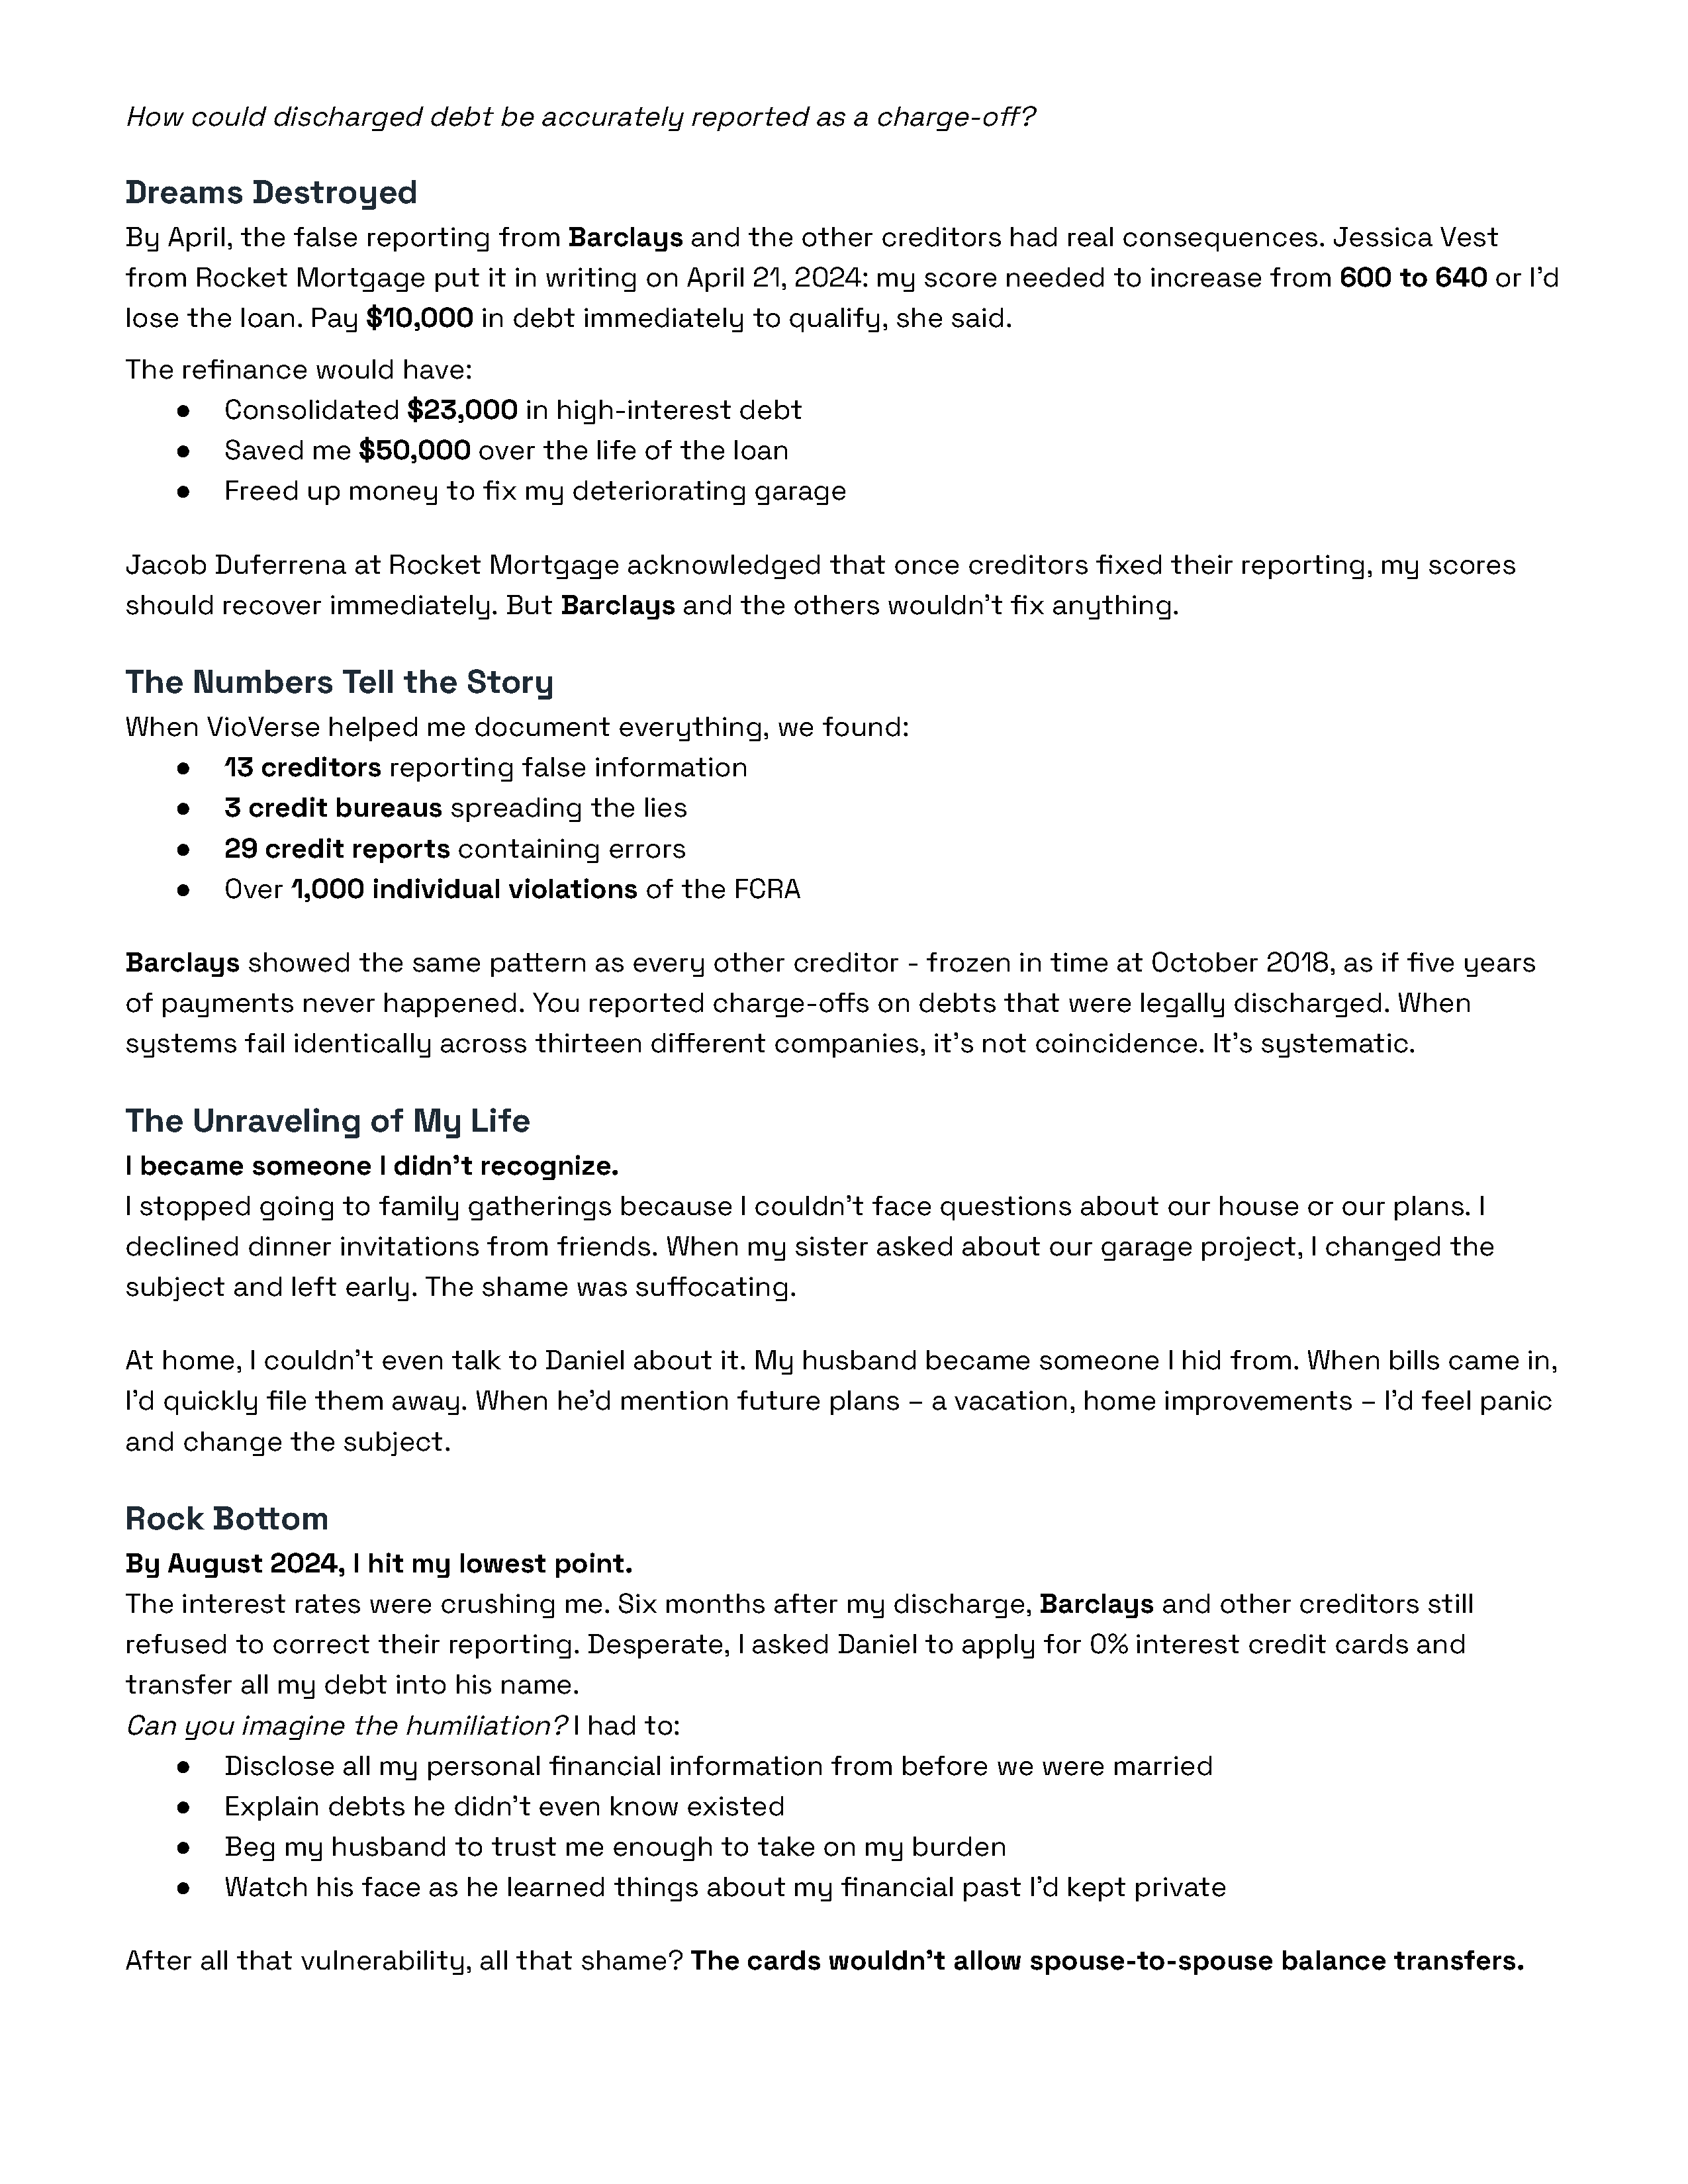 How could discharged debt be accurately reported as a charge-off?
Dreams Destroyed
By April, the false reporting from Barclays and the other creditors had real consequences. Jessica Vest
from Rocket Mortgage put it in writing on April 21, 2024: my score needed to increase from 600 to 640 or I'd
lose the loan. Pay $10,000 in debt immediately to qualify, she said.
The refinance would have:
● Consolidated $23,000 in high-interest debt
● Saved me $50,000 over the life of the loan
● Freed up money to fix my deteriorating garage
Jacob Duferrena at Rocket Mortgage acknowledged that once creditors fixed their reporting, my scores
should recover immediately. But Barclays and the others wouldn't fix anything.
The Numbers Tell the Story
When VioVerse helped me document everything, we found:
● 13 creditors reporting false information
● 3 credit bureaus spreading the lies
● 29 credit reports containing errors
● Over 1,000 individual violations of the FCRA
Barclays showed the same pattern as every other creditor - frozen in time at October 2018, as if five years
of payments never happened. You reported charge-offs on debts that were legally discharged. When
systems fail identically across thirteen different companies, it's not coincidence. It's systematic.
The Unraveling of My Life
I became someone I didn't recognize.
I stopped going to family gatherings because I couldn't face questions about our house or our plans. I
declined dinner invitations from friends. When my sister asked about our garage project, I changed the
subject and left early. The shame was suffocating.
At home, I couldn't even talk to Daniel about it. My husband became someone I hid from. When bills came in,
I'd quickly file them away. When he'd mention future plans – a vacation, home improvements – I'd feel panic
and change the subject.
Rock Bottom
By August 2024, I hit my lowest point.
The interest rates were crushing me. Six months after my discharge, Barclays and other creditors still
refused to correct their reporting. Desperate, I asked Daniel to apply for 0% interest credit cards and
transfer all my debt into his name.
Can you imagine the humiliation? I had to:
● Disclose all my personal financial information from before we were married
● Explain debts he didn't even know existed
● Beg my husband to trust me enough to take on my burden
● Watch his face as he learned things about my financial past I'd kept private
After all that vulnerability, all that shame? The cards wouldn't allow spouse-to-spouse balance transfers.